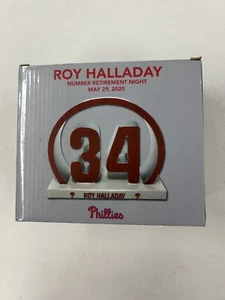 ROY HALLADAY
NUMBER RETIREMENT NIGHT
MAY 29, 2020
34
ROY HALLADAY
Phillies